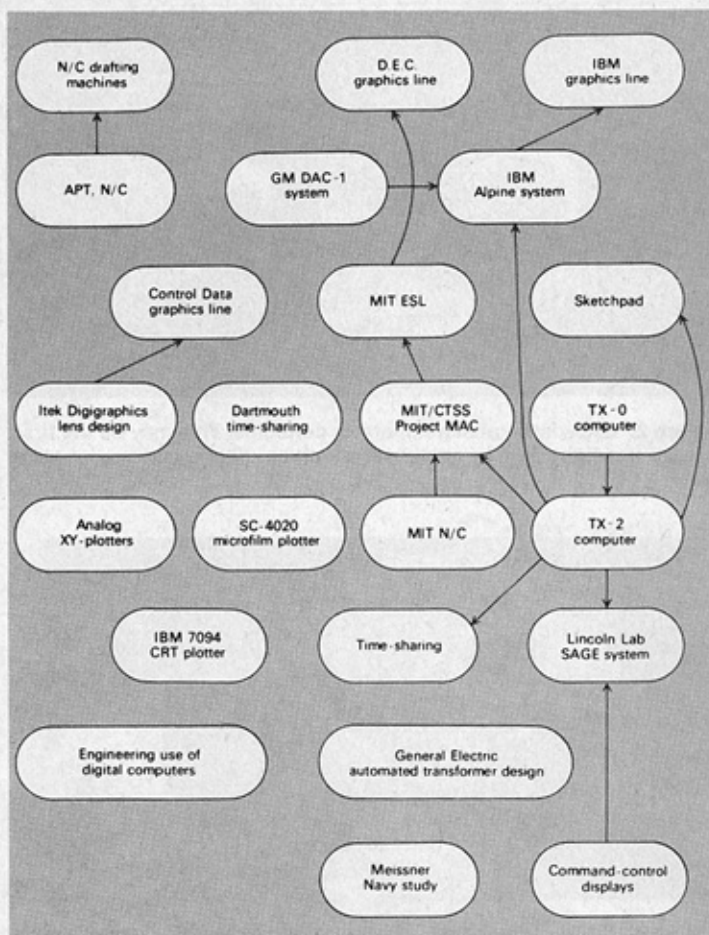 N/C drafting
machines
D.E.C.
graphics line
IBM
graphics line
APT, N/C
GM DAC-1
system
IBM
Alpine system
Control Data
graphics line
MIT ESL
Sketchpad
Itek Digigraphics
lens design
Dartmouth
time-sharing
MIT/CTSS
Project MAC
TX-0
computer
Analog
XY-plotters
SC-4020
microfilm plotter
MIT N/C
TX-2
computer
IBM 7094
CRT plotter
Time-sharing
Lincoln Lab
SAGE system
Engineering use of
digital computers
General Electric
automated transformer design
Meissner
Navy study
Command-control
displays